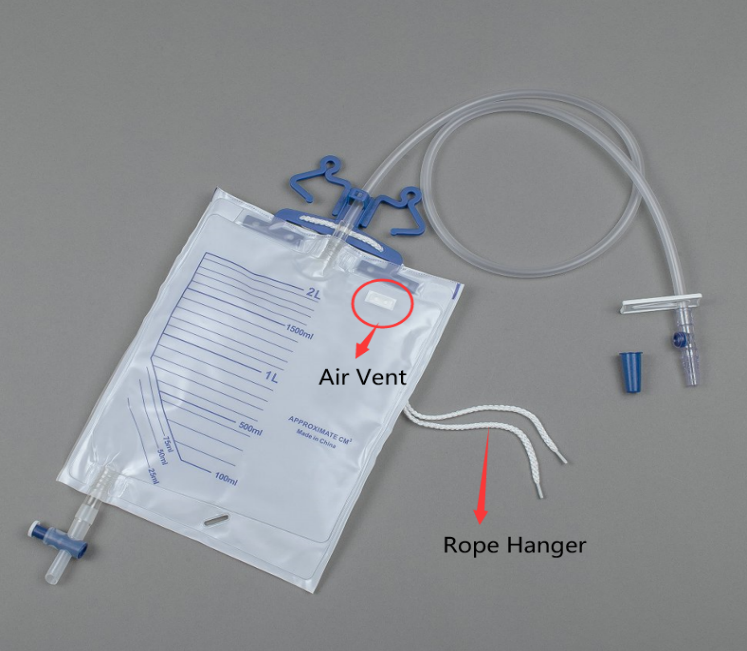 2L
1500ml
Air Vent
1L
500ml
APPROXIMATE CM³
Made in China
75ml
50ml
25ml
100ml
Rope Hanger